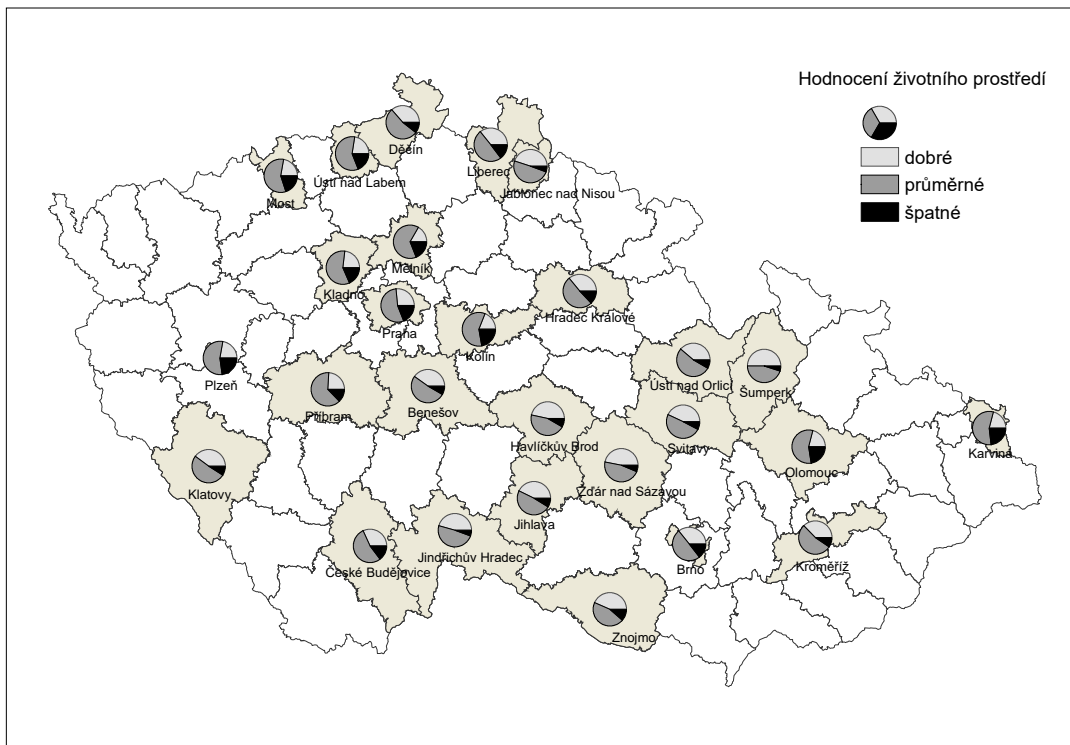 Hodnocení životního prostředí
dobré
průměrné
špatné
Děčín
Ústí nad Labem
Liberec
Jablonec nad Nisou
Most
Mělník
Kladno
Praha
Hradec Králové
Kolín
Plzeň
Příbram
Benešov
Ústí nad Orlicí
Šumperk
Havlíčkův Brod
Svitavy
Karviná
Olomouc
Klatovy
Žďár nad Sázavou
Jihlava
Jindřichův Hradec
České Budějovice
Brno
Kroměříž
Znojmo